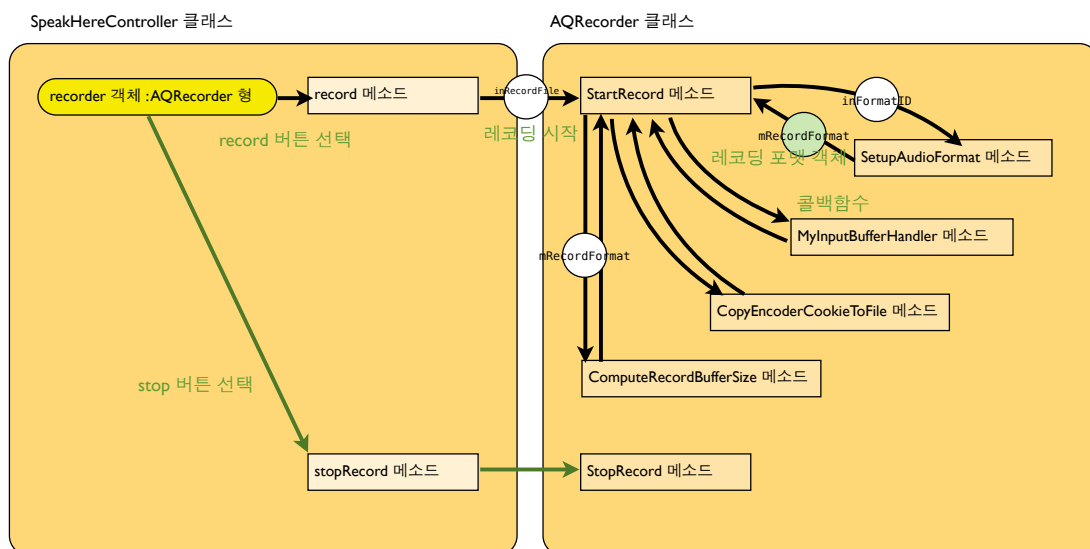 SpeakHereController 클래스
AQRecorder 클래스
recorder 객체 :AQRecorder 형
record 메소드
inRecordFile
StartRecord 메소드
inFormatID
record 버튼 선택
레코딩 시작
mRecordFormat
레코딩 포맷 객체
SetupAudioFormat 메소드
콜백함수
MyInputBufferHandler 메소드
mRecordFormat
CopyEncoderCookieToFile 메소드
ComputeRecordBufferSize 메소드
stop 버튼 선택
stopRecord 메소드
StopRecord 메소드